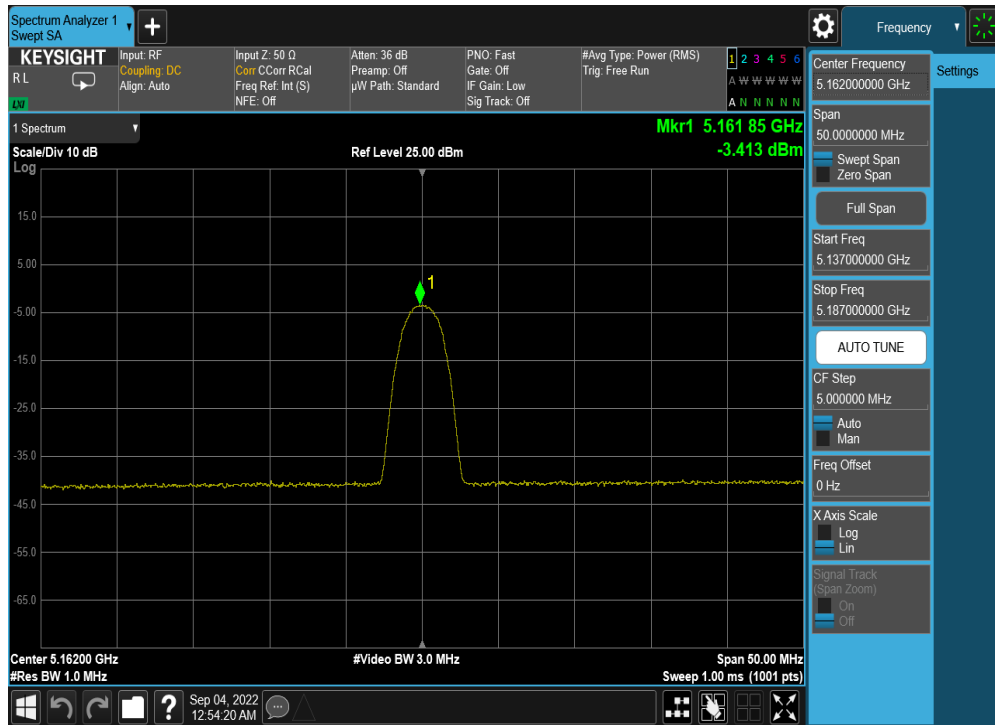 Spectrum Analyzer 1
Swept SA
Frequency
KEYSIGHT
R L
LXI
Input: RF
Coupling: DC
Align: Auto
Input Z: 50 Ω
Corr CCorr RCal
Freq Ref: Int (S)
NFE: Off
Atten: 36 dB
Preamp: Off
µW Path: Standard
PNO: Fast
Gate: Off
IF Gain: Low
Sig Track: Off
#Avg Type: Power (RMS)
Trig: Free Run
1 2 3 4 5 6
A W W W W W
A N N N N N
1 Spectrum
Scale/Div 10 dB
Ref Level 25.00 dBm
Mkr1 5.161 85 GHz
-3.413 dBm
Log
15.0
5.00
-5.00
-15.0
-25.0
-35.0
-45.0
-55.0
-65.0
1
Center 5.16200 GHz
#Res BW 1.0 MHz
#Video BW 3.0 MHz
Span 50.00 MHz
Sweep 1.00 ms (1001 pts)
Center Frequency
5.162000000 GHz
Span
50.0000000 MHz
Swept Span
Zero Span
Full Span
Start Freq
5.137000000 GHz
Stop Freq
5.187000000 GHz
AUTO TUNE
CF Step
5.000000 MHz
Auto
Man
Freq Offset
0 Hz
X Axis Scale
Log
Lin
Signal Track
(Span Zoom)
On
Off
Settings
?
Sep 04, 2022
12:54:20 AM